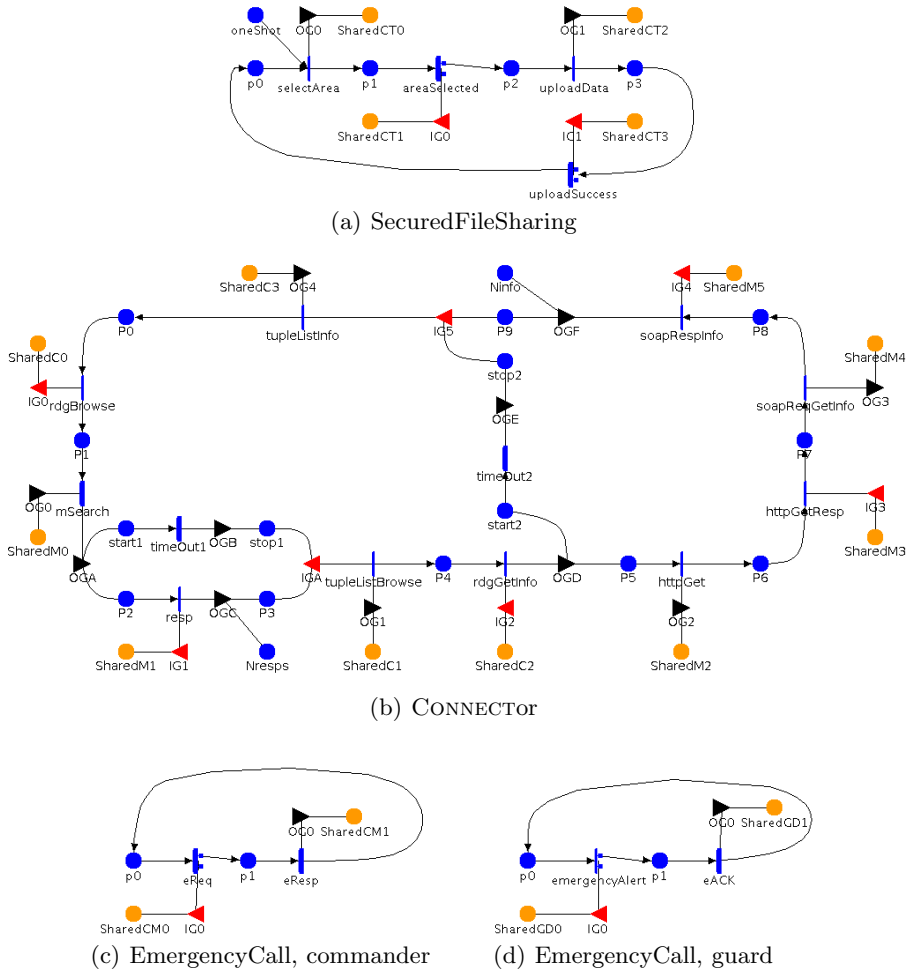 OG0
OG1
oneShot
SharedCT0
SharedCT2
p0
selectArea
p1
areaSelected
p2
uploadData
p3
SharedCT1
IG0
IG1
SharedCT3
uploadSuccess
(a) SecuredFileSharing
SharedC3
OG4
Ninfo
IG4
SharedM5
P0
tupleListInfo
IG5
P9
OGF
soapRespInfo
P8
SharedC0
SharedM4
stop2
IG0
rdgBrowse
soapReqGetInfo
OG3
OGE
P1
P7
timeOut2
OG0
mSearch
httpGetResp
IG3
start2
SharedM0
SharedM3
start1
timeOut1
OGB
stop1
OGA
IGA
tupleListBrowse
P4
rdgGetInfo
OGD
P5
httpGet
P6
P2
resp
OGC
P3
OG1
IG2
OG2
SharedM1
IG1
Nresps
SharedC1
SharedC2
SharedM2
(b) CONNECTor
OG0
SharedCM1
p0
eReq
p1
eResp
SharedCM0
IG0
(c) EmergencyCall, commander
OG0
SharedGD1
p0
emergencyAlert
p1
eACK
SharedGD0
IG0
(d) EmergencyCall, guard